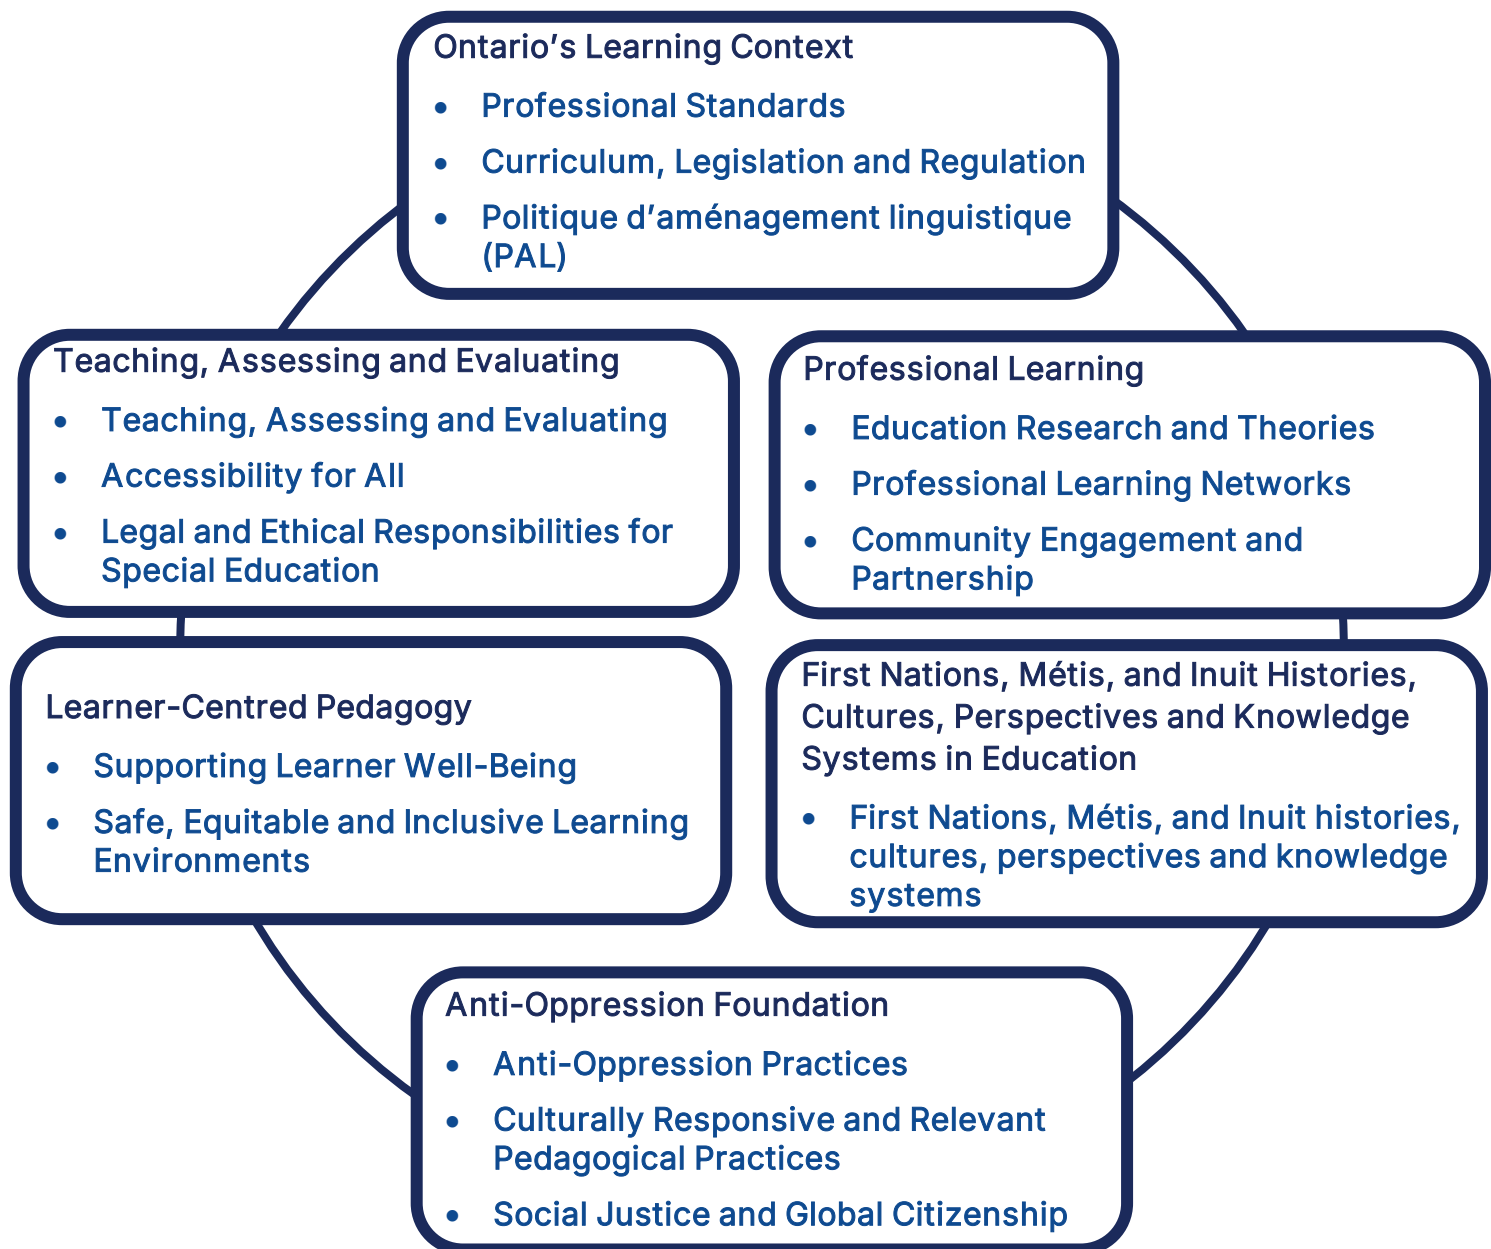 Ontario’s Learning Context
• Professional Standards
• Curriculum, Legislation and Regulation
• Politique d’aménagement linguistique
(PAL)
Teaching, Assessing and Evaluating
• Teaching, Assessing and Evaluating
• Accessibility for All
• Legal and Ethical Responsibilities for
Special Education
Professional Learning
• Education Research and Theories
• Professional Learning Networks
• Community Engagement and
Partnership
Learner-Centred Pedagogy
• Supporting Learner Well-Being
• Safe, Equitable and Inclusive Learning
Environments
First Nations, Métis, and Inuit Histories,
Cultures, Perspectives and Knowledge
Systems in Education
• First Nations, Métis, and Inuit histories,
cultures, perspectives and knowledge
systems
Anti-Oppression Foundation
• Anti-Oppression Practices
• Culturally Responsive and Relevant
Pedagogical Practices
• Social Justice and Global Citizenship